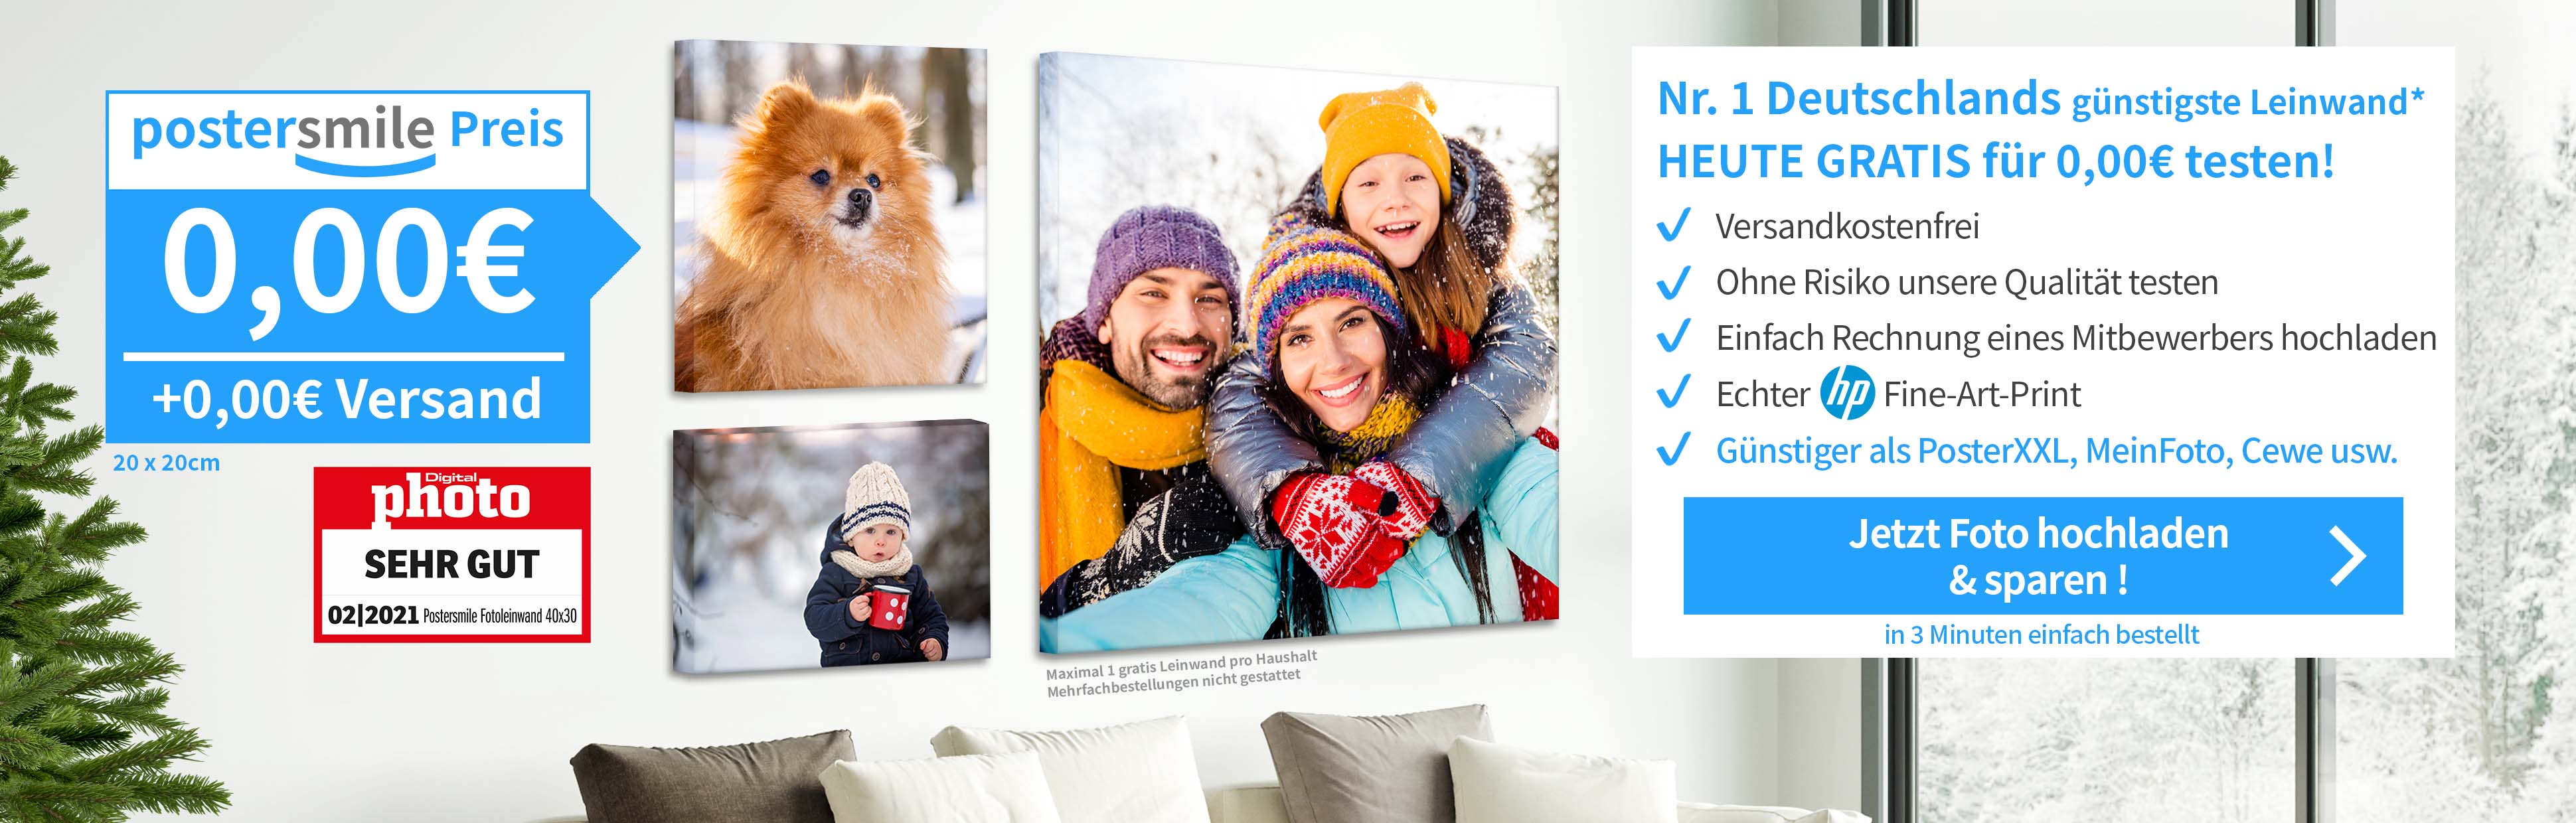 postersmile Preis
0,00€
+0,00€ Versand
20 x 20cm
Digital
photo
SEHR GUT
02|2021 Postersmile Fotoleinwand 40x30
Maximal 1 gratis Leinwand pro Haushalt
Mehrfachbestellungen nicht gestattet
Nr. 1 Deutschlands günstigste Leinwand*
HEUTE GRATIS für 0,00€ testen!
Versandkostenfrei
Ohne Risiko unsere Qualität testen
Einfach Rechnung eines Mitbewerbers hochladen
Echter hp Fine-Art-Print
Günstiger als PosterXXL, MeinFoto, Cewe usw.
Jetzt Foto hochladen
& sparen !
in 3 Minuten einfach bestellt